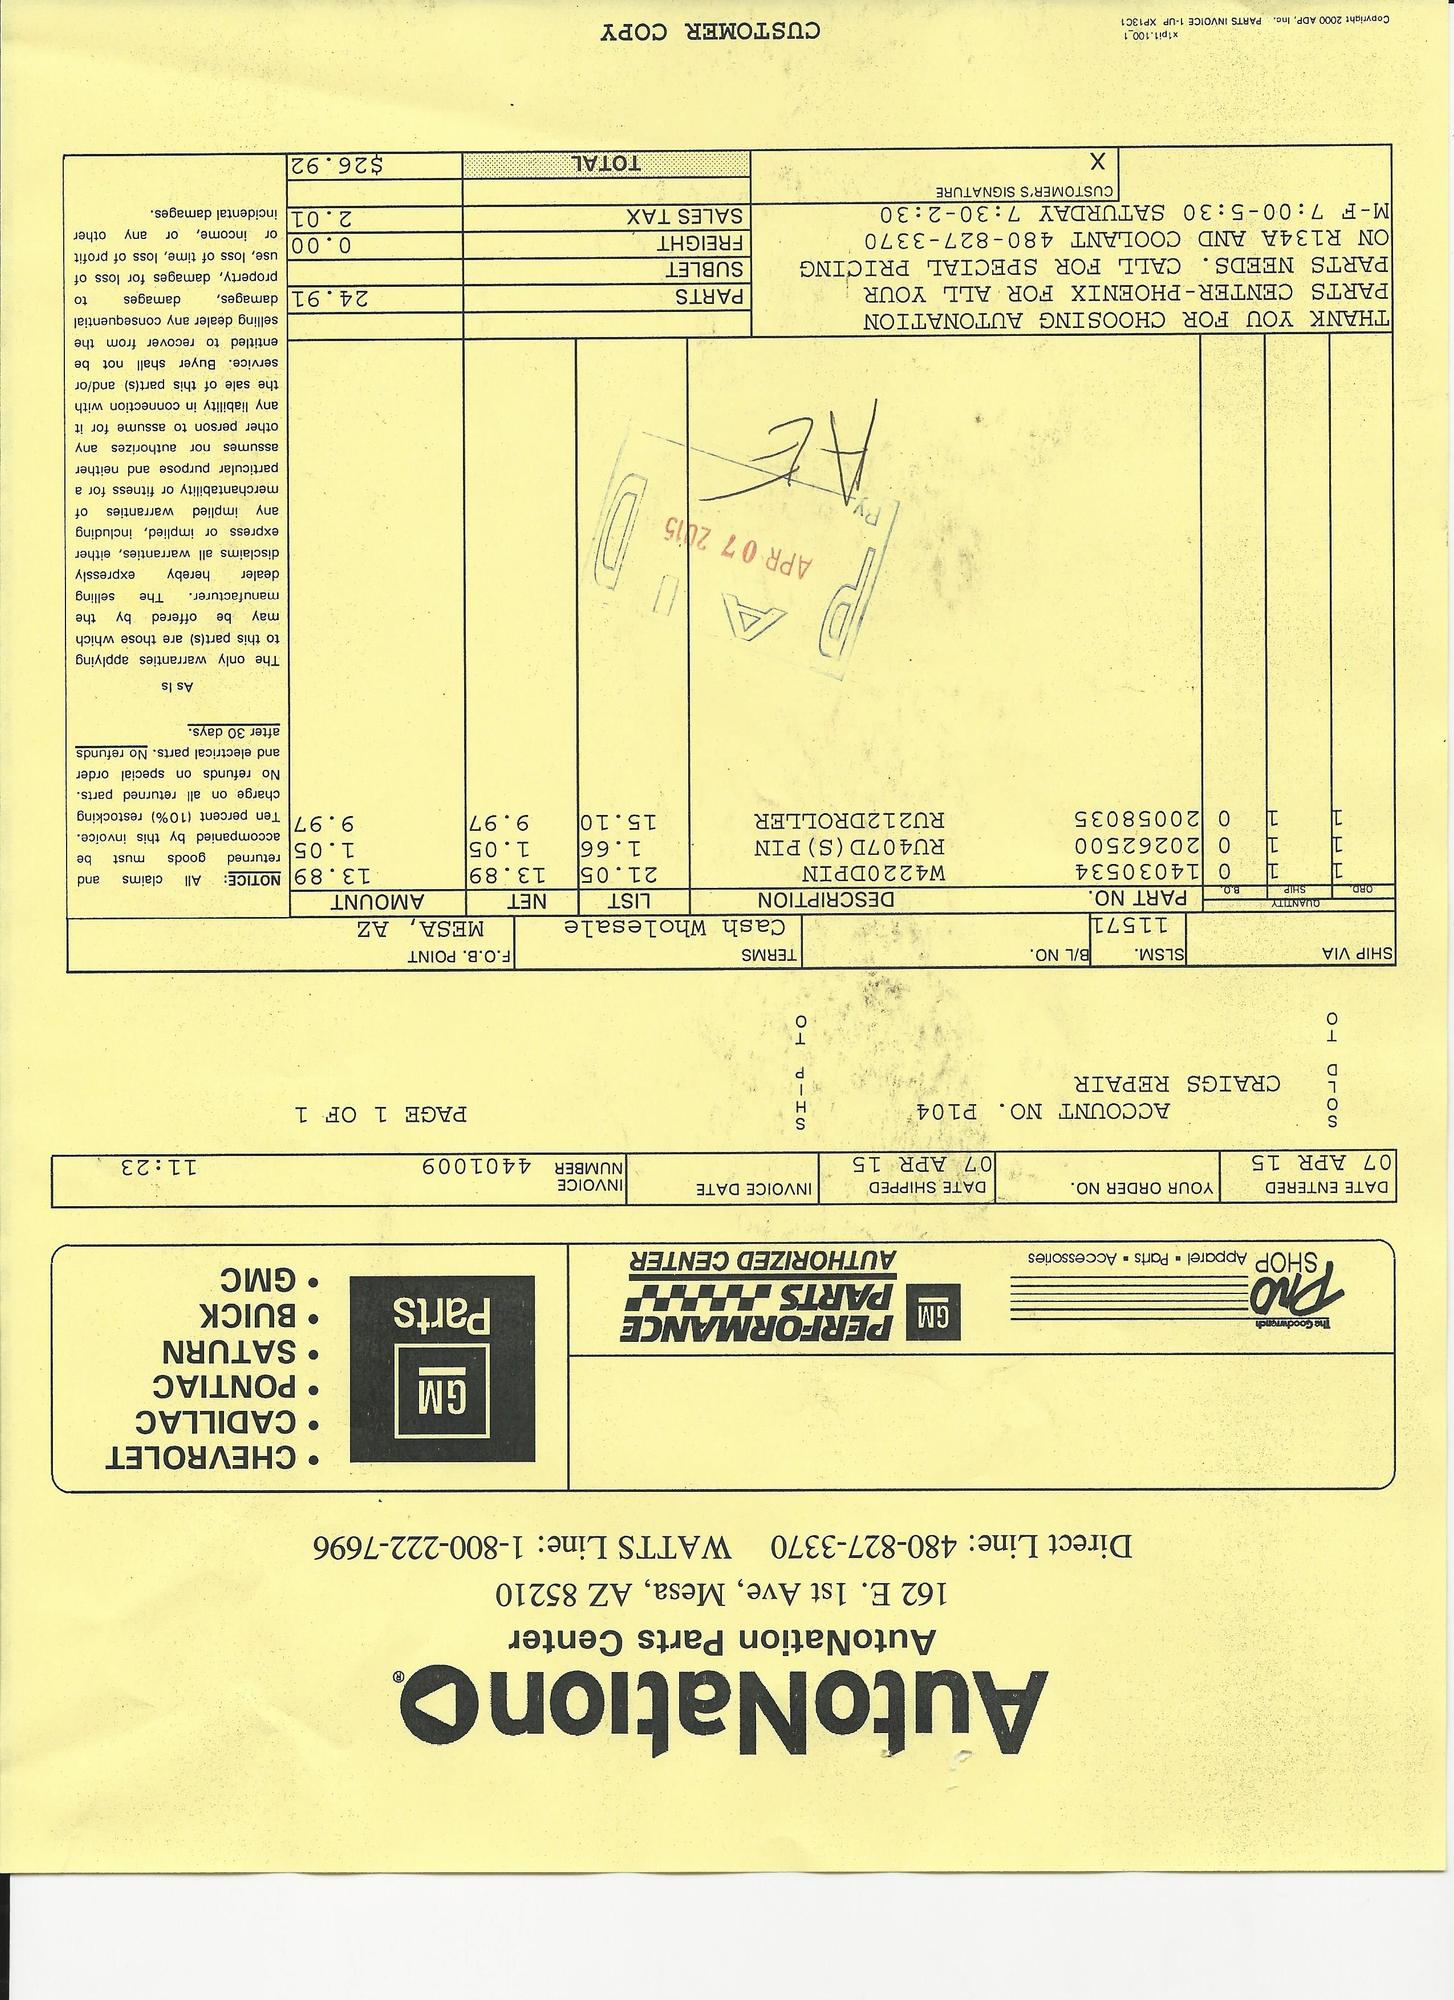 AutoNation®
AutoNation Parts Center
162 E. 1st Ave, Mesa, AZ 85210
Direct Line: 480-827-3370 WATTS Line: 1-800-222-7696
The Goodwrench
Pro
SHOP Apparel • Parts • Accessories
GM
PERFORMANCE
PARTS
AUTHORIZED CENTER
GM
Parts
• CHEVROLET
• CADILLAC
• PONTIAC
• SATURN
• BUICK
• GMC
DATE ENTERED YOUR ORDER NO. DATE SHIPPED INVOICE DATE INVOICE NUMBER
07 APR 15 07 APR 15 4401009 11:23
SOLD TO
ACCOUNT NO. P104
CRAIGS REPAIR
SHIP TO
PAGE 1 OF 1
SHIP VIA SLSM. B/L NO. TERMS F.O.B. POINT
11571 Cash Wholesale MESA, AZ
QUANTITY
ORD. SHIP B.O. PART NO. DESCRIPTION LIST NET AMOUNT
1 1 0 14030534 W4220DPIN 21.05 13.89 13.89
1 1 0 20262500 RU407D(S)PIN 1.66 1.05 1.05
1 1 0 20058035 RU212DROLLER 15.10 9.97 9.97
NOTICE: All claims and
returned goods must be
accompanied by this invoice.
Ten percent (10%) restocking
charge on all returned parts.
No refunds on special order
and electrical parts. No refunds
after 30 days.
As Is
The only warranties applying
to this part(s) are those which
may be offered by the
manufacturer. The selling
dealer hereby expressly
disclaims all warranties, either
express or implied, including
any implied warranties of
merchantability or fitness for a
particular purpose and neither
assumes nor authorizes any
other person to assume for it
any liability in connection with
the sale of this part(s) and/or
service. Buyer shall not be
entitled to recover from the
selling dealer any consequential
damages, damages to
property, damages for loss of
use, loss of time, loss of profit
or income, or any other
incidental damages.
PAID
APR 07 2015
By
AE
THANK YOU FOR CHOOSING AUTONATION
PARTS CENTER-PHOENIX FOR ALL YOUR
PARTS NEEDS. CALL FOR SPECIAL PRICING
ON R134A AND COOLANT 480-827-3370
M-F 7:00-5:30 SATURDAY 7:30-2:30
CUSTOMER'S SIGNATURE
X
PARTS 24.91
SUBLET
FREIGHT 0.00
SALES TAX 2.01
TOTAL $26.92
x1pi1.100_1
Copyright 2000 ADP, Inc. PARTS INVOICE 1-UP XP13C1
CUSTOMER COPY